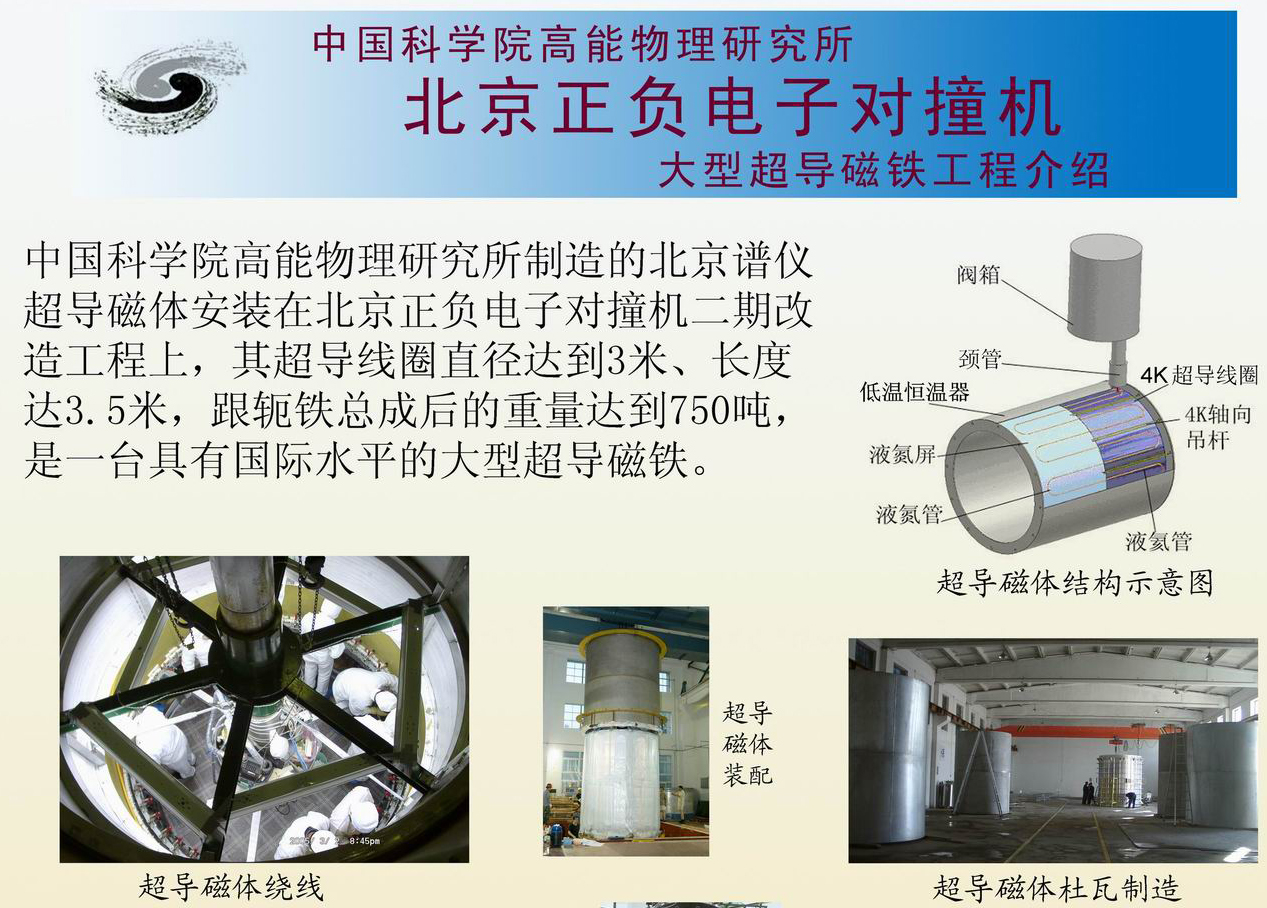 中国科学院高能物理研究所
北京正负电子对撞机
大型超导磁铁工程介绍
中国科学院高能物理研究所制造的北京谱仪
超导磁体安装在北京正负电子对撞机二期改
造工程上，其超导线圈直径达到3米、长度
达3.5米，跟轭铁总成后的重量达到750吨，
是一台具有国际水平的大型超导磁铁。
阀箱
颈管
低温恒温器
4K超导线圈
4K轴向
吊杆
液氮屏
液氮管
液氦管
超导磁体结构示意图
超导
磁体
装配
8:45pm
超导磁体绕线
超导磁体杜瓦制造